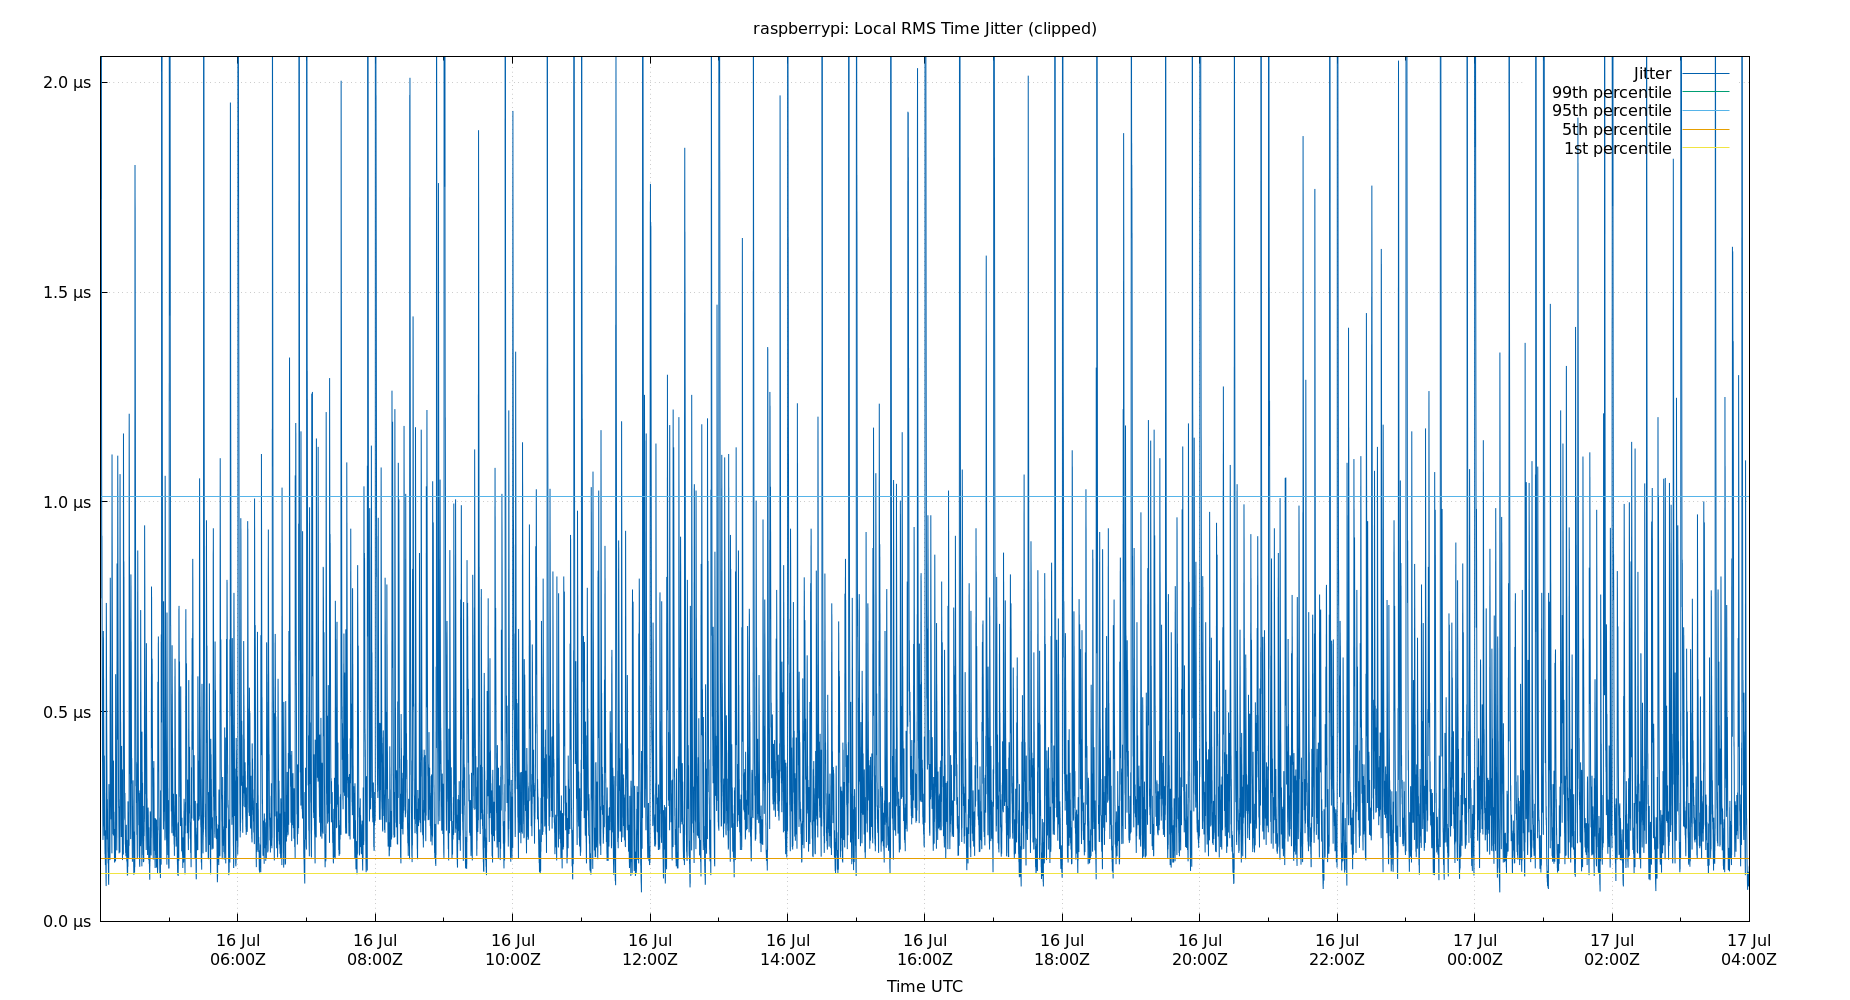 raspberrypi: Local RMS Time Jitter (clipped)
2.0 µs
1.5 µs
1.0 µs
0.5 µs
0.0 µs
Jitter
99th percentile
95th percentile
5th percentile
1st percentile
16 Jul
06:00Z
16 Jul
08:00Z
16 Jul
10:00Z
16 Jul
12:00Z
16 Jul
14:00Z
16 Jul
16:00Z
16 Jul
18:00Z
16 Jul
20:00Z
16 Jul
22:00Z
17 Jul
00:00Z
17 Jul
02:00Z
17 Jul
04:00Z
Time UTC